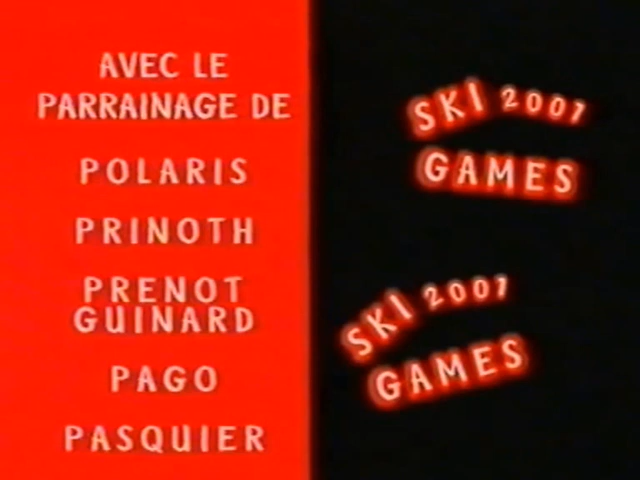 AVEC LE
PARRAINAGE DE
POLARIS
PRINOTH
PRENOT
GUINARD
PAGO
PASQUIER
SKI 2001
GAMES
SKI 2001
GAMES